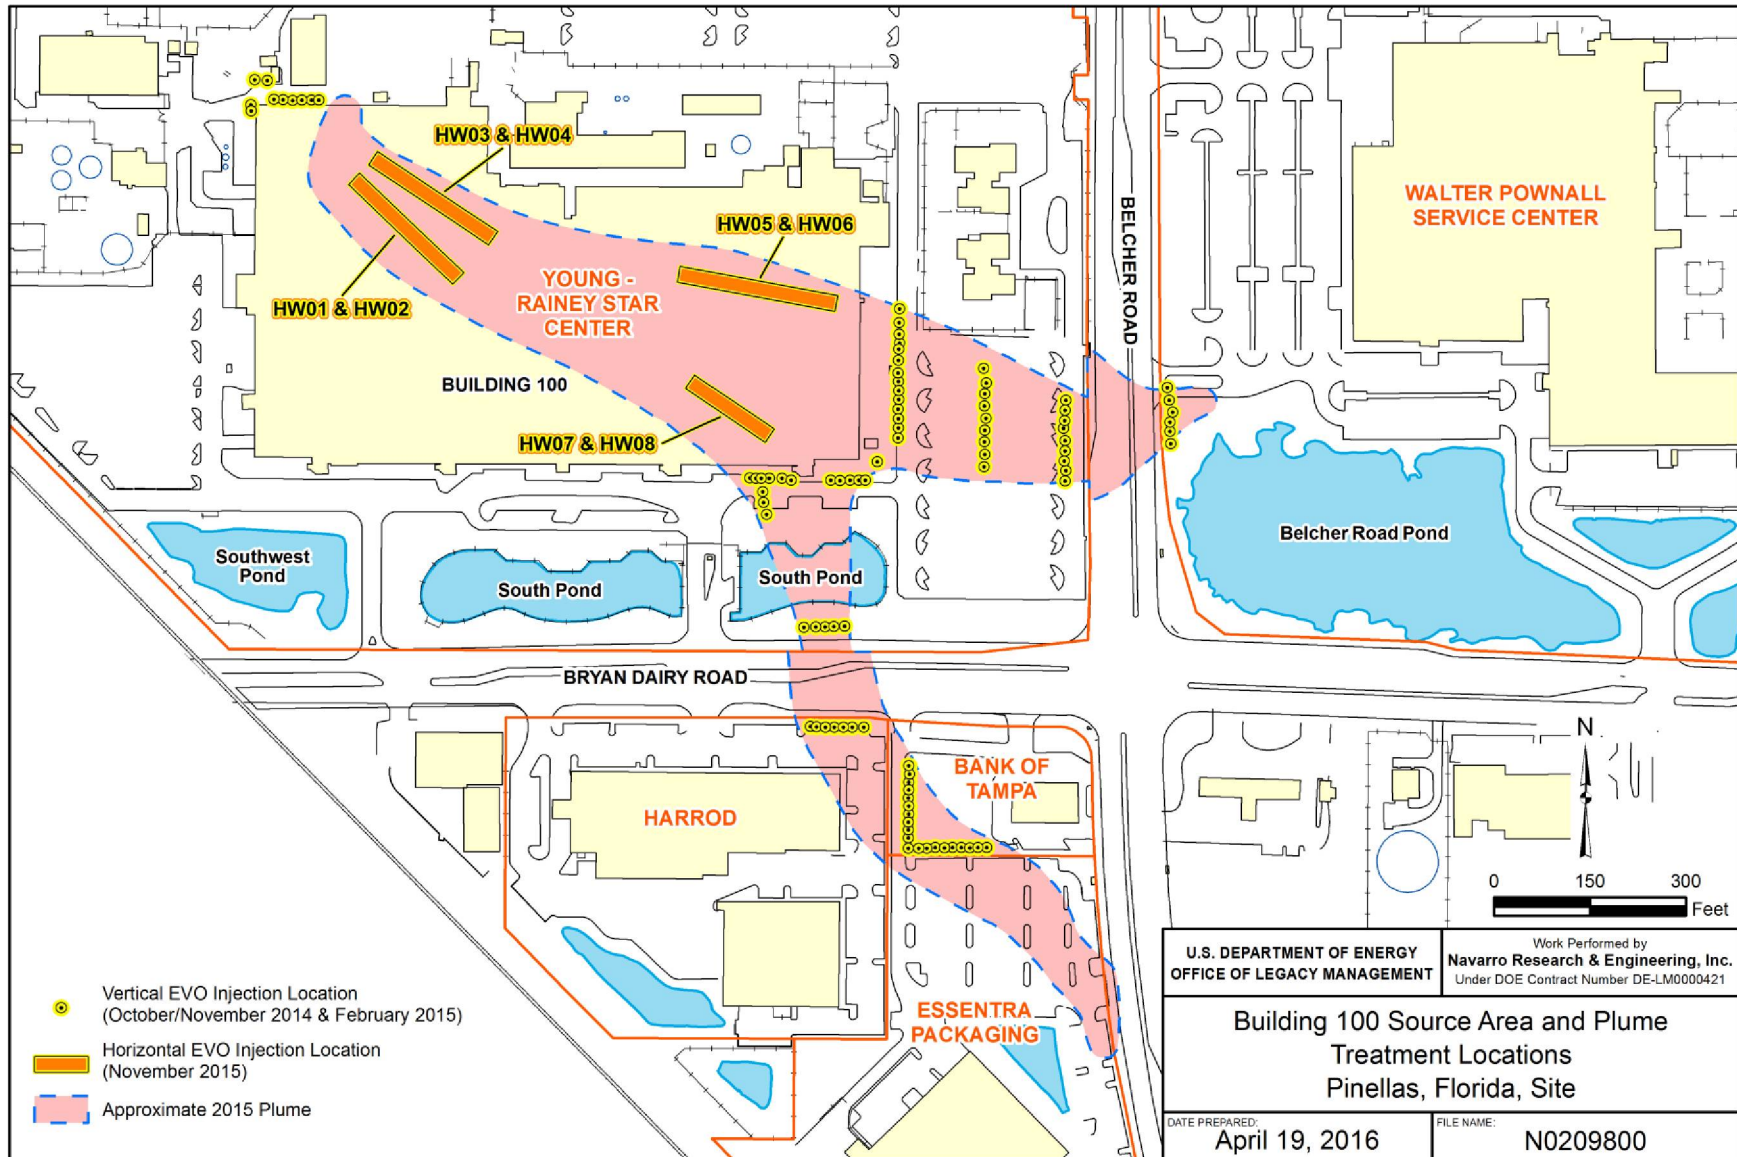 HW03 & HW04
HW05 & HW06
HW01 & HW02
HW07 & HW08
YOUNG -
RAINEY STAR
CENTER
BUILDING 100
BELCHER ROAD
WALTER POWNALL
SERVICE CENTER
Southwest
Pond
South Pond
South Pond
Belcher Road Pond
BRYAN DAIRY ROAD
HARROD
BANK OF
TAMPA
ESSENTRA
PACKAGING
N
0 150 300
Feet
Vertical EVO Injection Location
(October/November 2014 & February 2015)
Horizontal EVO Injection Location
(November 2015)
Approximate 2015 Plume
U.S. DEPARTMENT OF ENERGY
OFFICE OF LEGACY MANAGEMENT
Work Performed by
Navarro Research & Engineering, Inc.
Under DOE Contract Number DE-LM0000421
Building 100 Source Area and Plume
Treatment Locations
Pinellas, Florida, Site
DATE PREPARED:
April 19, 2016
FILE NAME:
N0209800